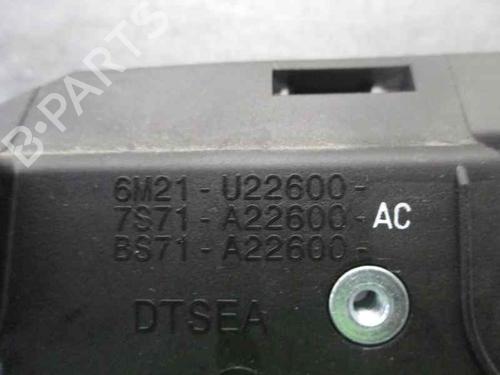 B-PARTS
6M21 - U22600 -
7S71 - A22600 - AC
BS71 - A22600 -
DTSEA